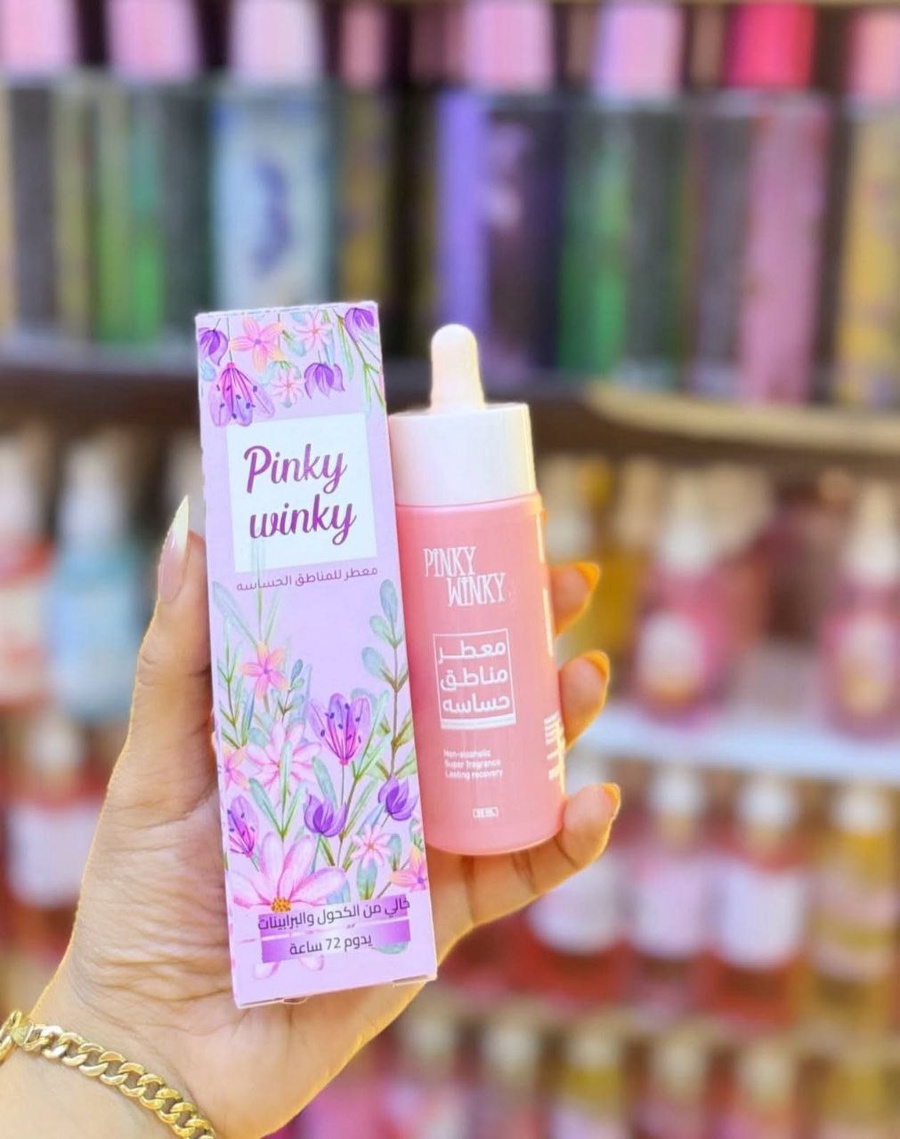 Pinky
winky
معطر للمناطق الحساسه
خالي من الكحول والبرابينات
يدوم 72 ساعة
PINKY
WINKY
معطر
مناطق
حساسه
Non-alcoholic
Super fragrance
Lasting recovery